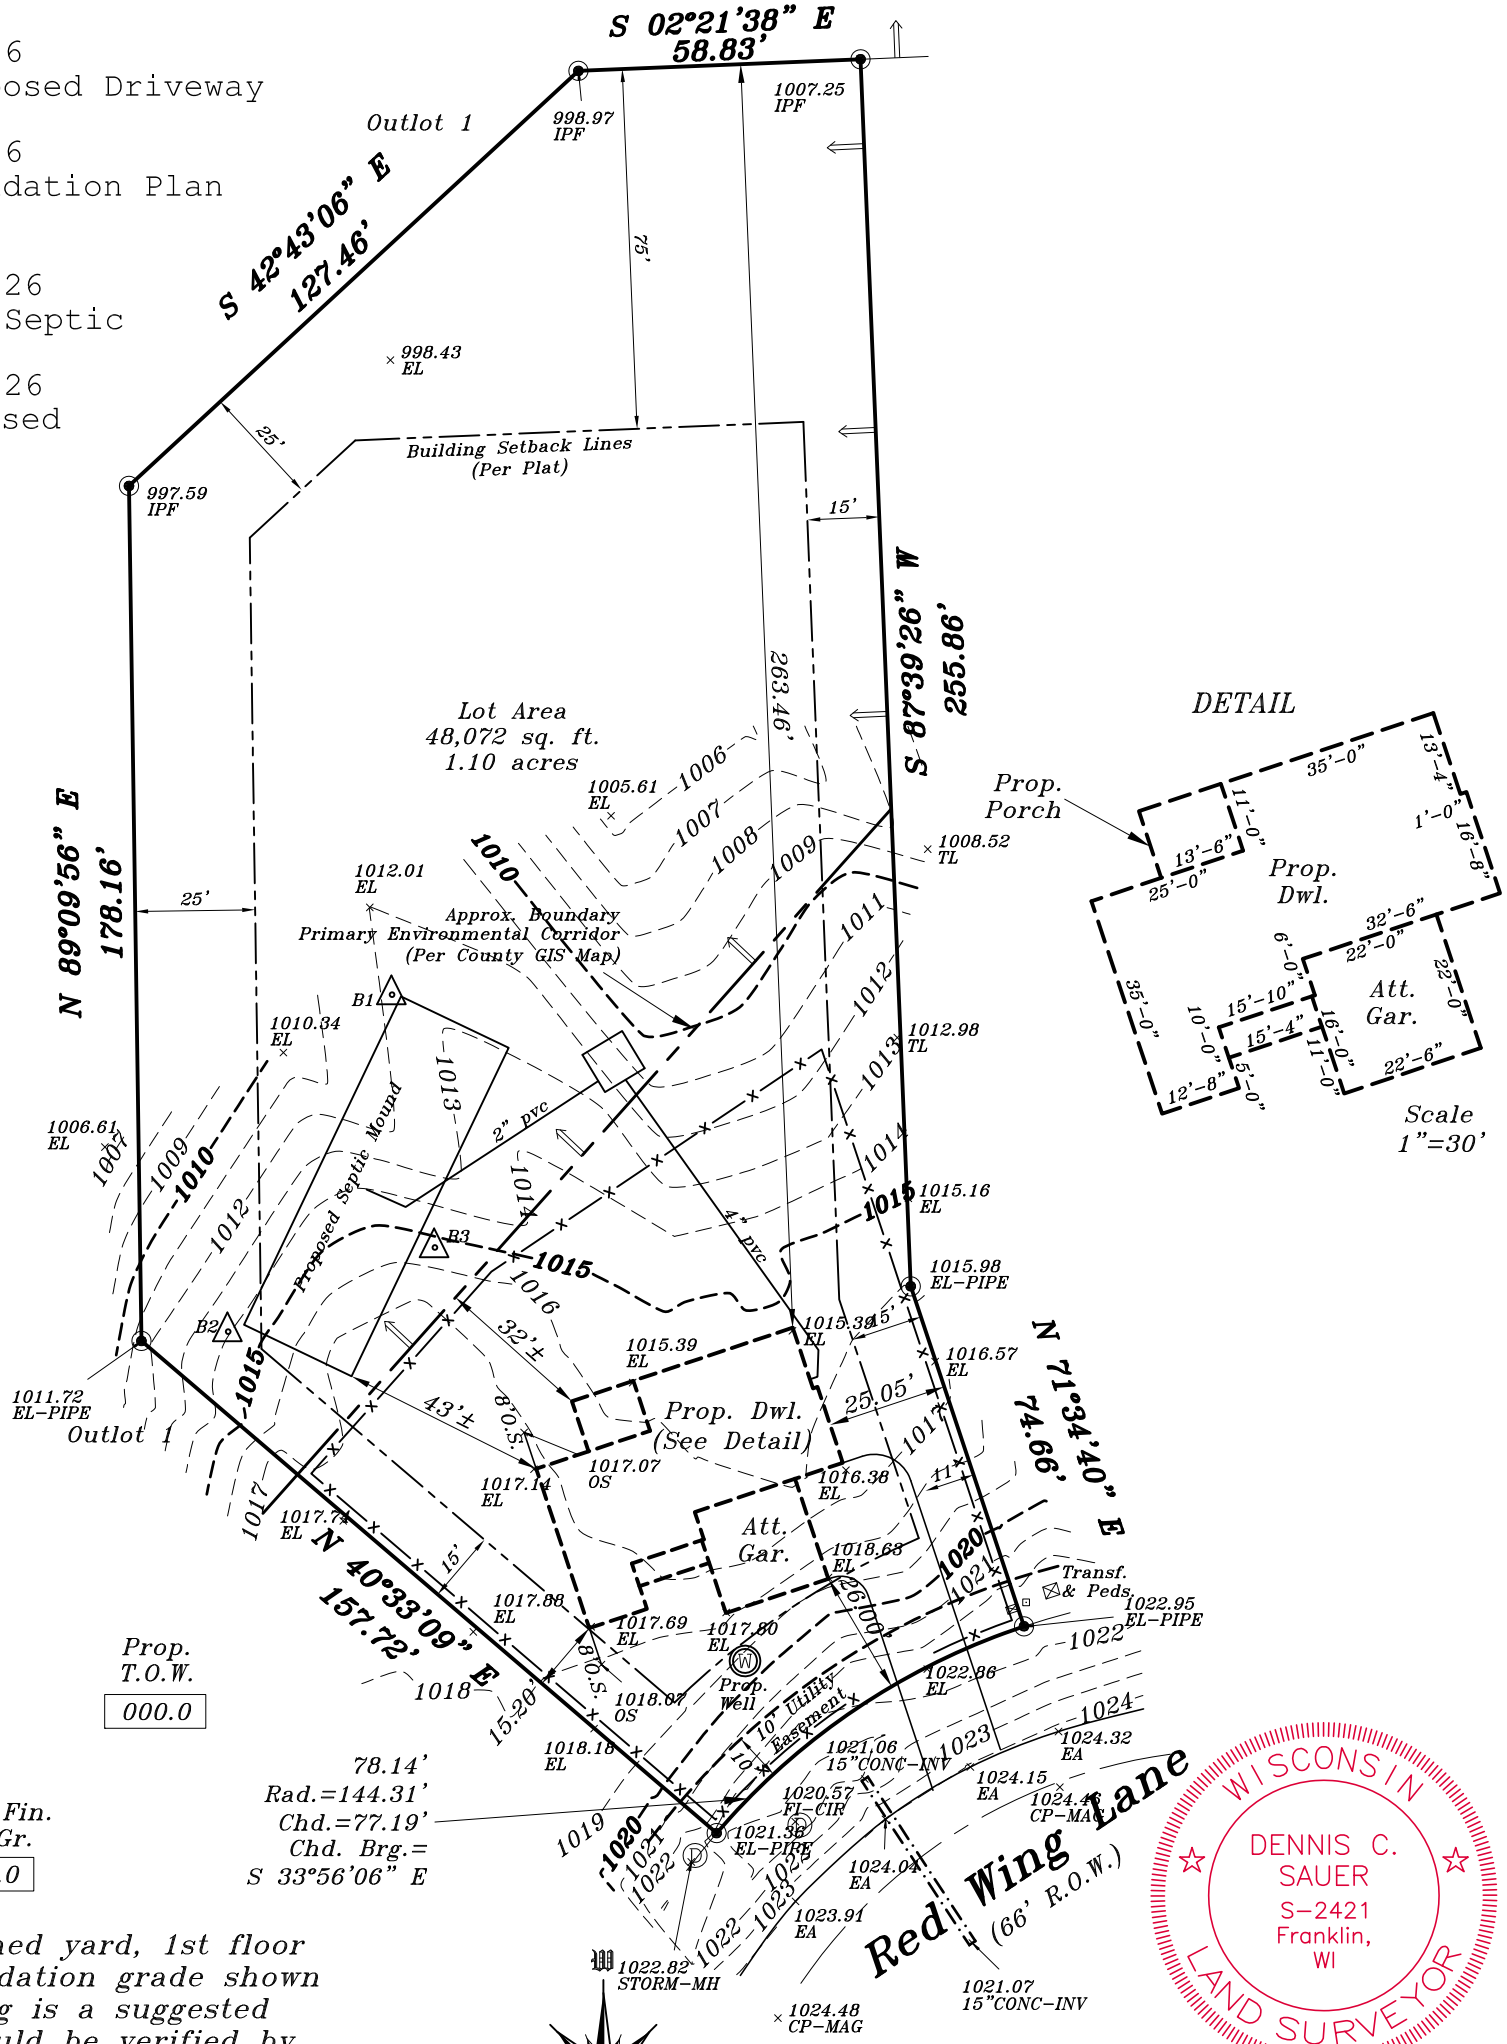 S 02°21'38" E
58.83'
6
osed Driveway
6
dation Plan
26
Septic
26
sed
Outlot 1
998.97
IPF
1007.25
IPF
S 42°43'06" E
127.46'
75'
998.43
EL
25'
Building Setback Lines
(Per Plat)
997.59
IPF
15'
S 87°39'26" W
255.86'
263.46'
Lot Area
48,072 sq. ft.
1.10 acres
1005.61
EL
1006
1007
1008
1009
1010
1008.52
TL
N 89°09'56" E
178.16'
25'
1012.01
EL
Approx. Boundary
Primary Environmental Corridor
(Per County GIS Map)
1011
1012
1013
1014
1015
1012.98
TL
B1
1010.34
EL
1013
1006.61
EL
1007
1009
1010
1012
Proposed Septic Mound
2" pvc
1014
4" pvc
1015.16
EL
B3
1015
1016
1015.98
EL-PIPE
B2
1015
32'±
1015.39
EL
1015.39
EL
15'
1016.57
EL
N 71°34'40" E
74.66'
1011.72
EL-PIPE
Outlot 1
43'±
8'o.s.
Prop. Dwl.
(See Detail)
25.05'
1017
1017.14
EL
1017.07
OS
1016.38
EL
11'
1017
1017.74
EL
N 40°33'09" E
157.72'
15'
Att.
Gar.
1018.63
EL
1020
1021
26.00'
Transf.
& Peds.
1022.95
EL-PIPE
1017.88
EL
1017.69
EL
1017.80
EL
1022
W
Prop.
Well
8'o.s.
1018
15.20'
1018.07
OS
1022.86
EL
10' Utility
Easement
10'
1018.18
EL
1023
1024
1024.32
EA
1021.06
15"CONC-INV
1024.15
EA
1024.46
CP-MAG
1020.57
FI-CIR
1021.36
EL-PIPE
1019
1020
1021
1022
D
D
1022
1023
1022
1024.04
EA
1023.91
EA
Red Wing Lane
(66' R.O.W.)
1022.82
STORM-MH
1021.07
15"CONC-INV
1024.48
CP-MAG
Prop.
T.O.W.
000.0
Fin.
Gr.
.0
78.14'
Rad.=144.31'
Chd.=77.19'
Chd. Brg.=
S 33°56'06" E
ned yard, 1st floor
dation grade shown
g is a suggested
uld be verified by
DETAIL
Prop.
Porch
35'-0"
13'-4"
1'-0"
16'-8"
11'-0"
13'-6"
25'-0"
Prop.
Dwl.
32'-6"
22'-0"
6'-0"
22'-0"
35'-0"
Att.
Gar.
15'-10"
10'-0"
15'-4"
16'-0"
11'-0"
22'-6"
12'-8"
5'-0"
Scale
1"=30'
WISCONSIN
DENNIS C.
SAUER
S-2421
Franklin,
WI
LAND SURVEYOR